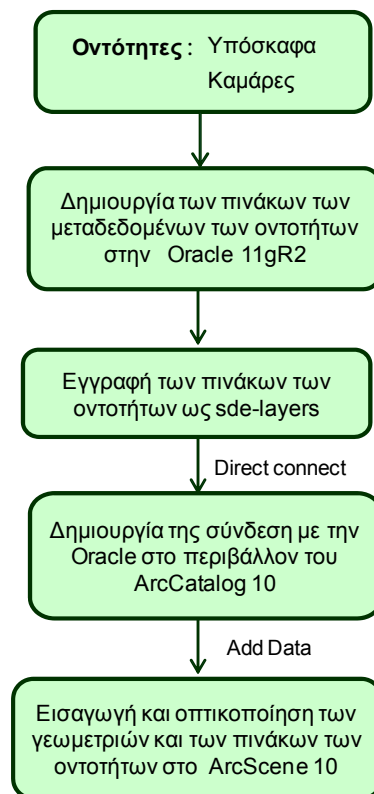 Οντότητες : Υπόσκαφα
Καμάρες
Δημιουργία των πινάκων των
μεταδεδομένων των οντοτήτων
στην Oracle 11gR2
Εγγραφή των πινάκων των
οντοτήτων ως sde-layers
Direct connect
Δημιουργία της σύνδεση με την
Oracle στο περιβάλλον του
ArcCatalog 10
Add Data
Εισαγωγή και οπτικοποίηση των
γεωμετριών και των πινάκων των
οντοτήτων στο ArcScene 10